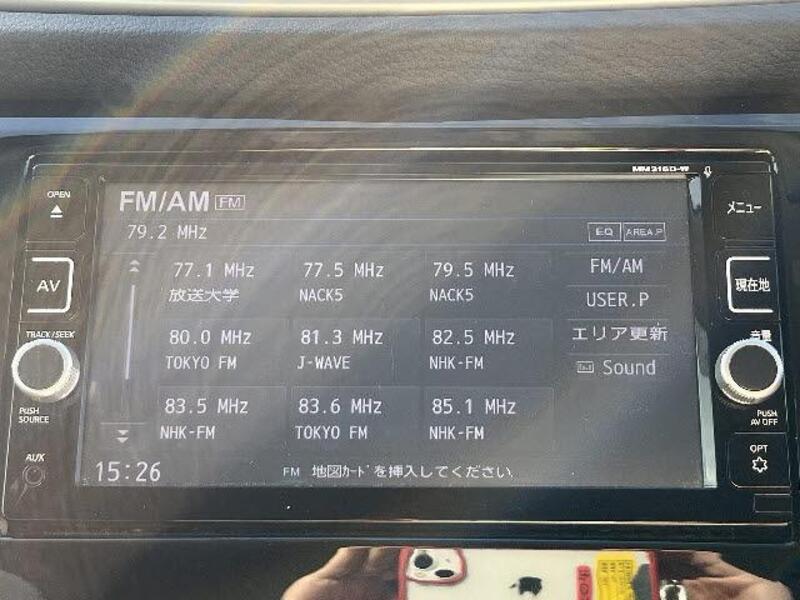 MM316D-W
OPEN
FM/AM FM
メニュー
79.2 MHz
EQ AREA.P
AV
77.1 MHz 77.5 MHz 79.5 MHz FM/AM
放送大学 NACK5 NACK5
現在地
USER.P
TRACK/SEEK
80.0 MHz 81.3 MHz 82.5 MHz エリア更新
音量
TOKYO FM J-WAVE NHK-FM
Sound
PUSH
SOURCE
83.5 MHz 83.6 MHz 85.1 MHz
PUSH
AV OFF
NHK-FM TOKYO FM NHK-FM
AUX
OPT
15:26
FM 地図ｶｰﾄﾞを挿入してください。